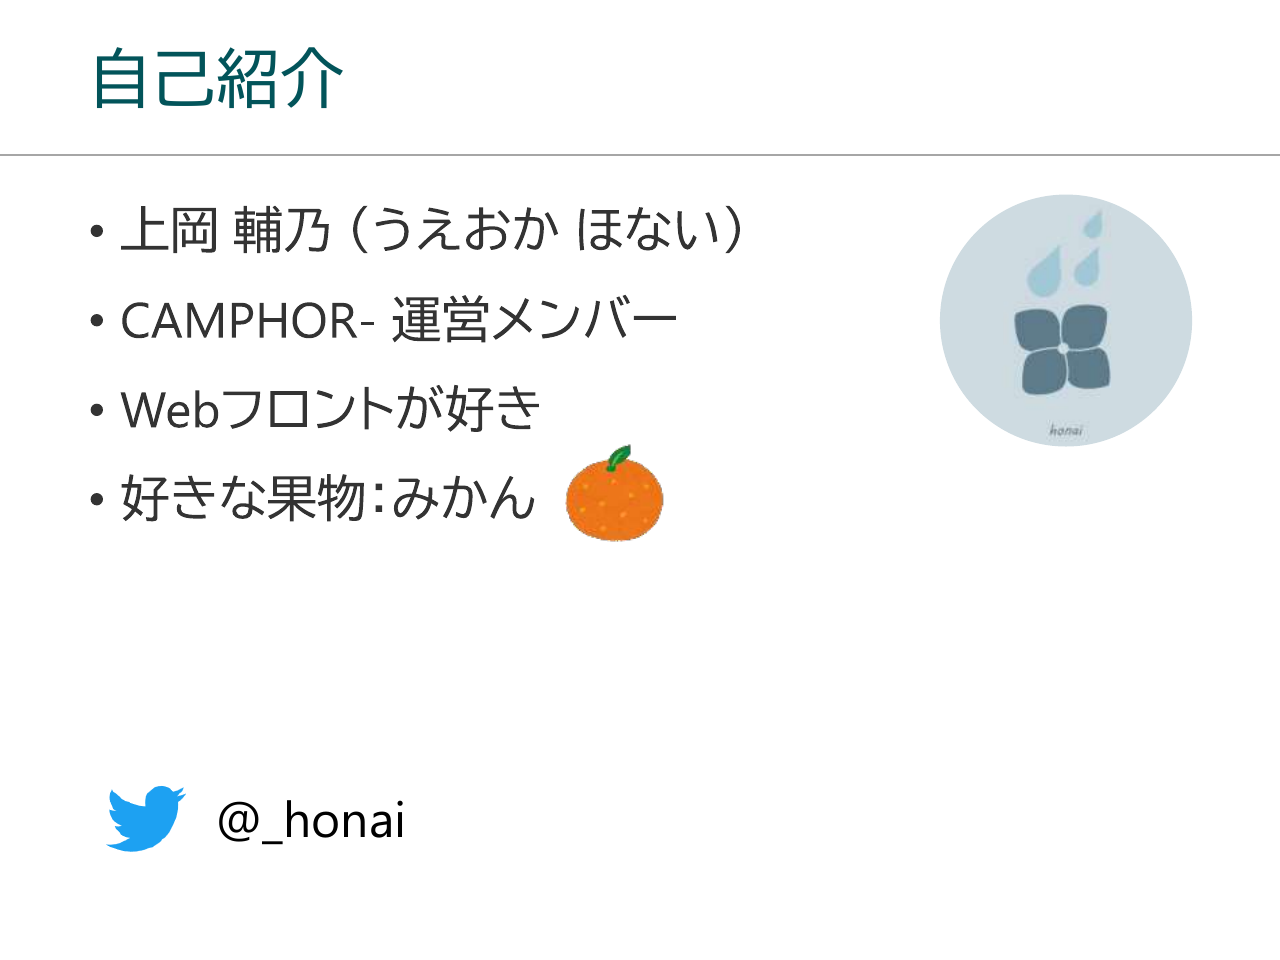 自己紹介
• 上岡 輔乃（うえおか ほない）
• CAMPHOR- 運営メンバー
• Webフロントが好き
• 好きな果物：みかん
honai
@_honai